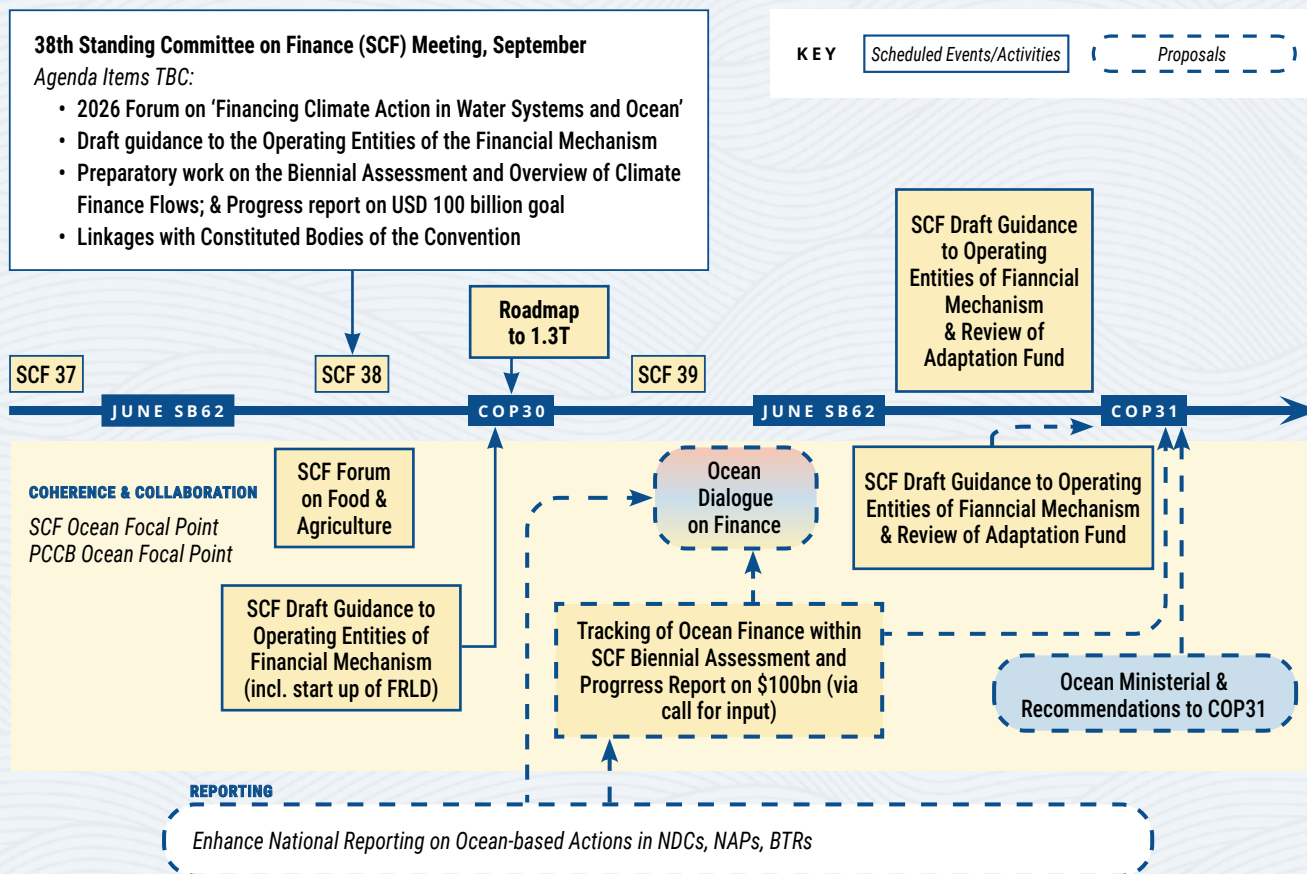 38th Standing Committee on Finance (SCF) Meeting, September
Agenda Items TBC:
• 2026 Forum on ‘Financing Climate Action in Water Systems and Ocean’
• Draft guidance to the Operating Entities of the Financial Mechanism
• Preparatory work on the Biennial Assessment and Overview of Climate
Finance Flows; & Progress report on USD 100 billion goal
• Linkages with Constituted Bodies of the Convention
KEY
Scheduled Events/Activities
Proposals
SCF Draft Guidance
to Operating
Entities of Fianncial
Mechanism
& Review of
Adaptation Fund
Roadmap
to 1.3T
SCF 37
SCF 38
SCF 39
JUNE SB62
COP30
JUNE SB62
COP31
COHERENCE & COLLABORATION
SCF Ocean Focal Point
PCCB Ocean Focal Point
SCF Forum
on Food &
Agriculture
Ocean
Dialogue
on Finance
SCF Draft Guidance to Operating
Entities of Fianncial Mechanism
& Review of Adaptation Fund
SCF Draft Guidance to
Operating Entities of
Financial Mechanism
(incl. start up of FRLD)
Tracking of Ocean Finance within
SCF Biennial Assessment and
Progrress Report on $100bn (via
call for input)
Ocean Ministerial &
Recommendations to COP31
REPORTING
Enhance National Reporting on Ocean-based Actions in NDCs, NAPs, BTRs